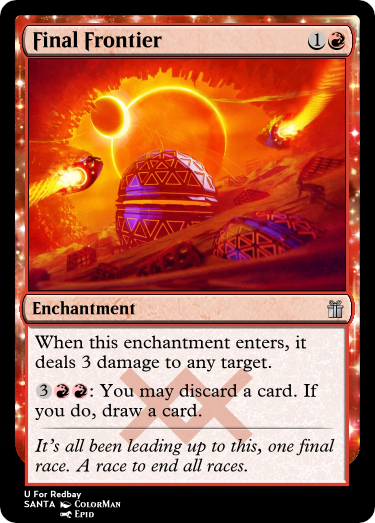 Final Frontier 1
Enchantment
When this enchantment enters, it
deals 3 damage to any target.
3: You may discard a card. If
you do, draw a card.
It's all been leading up to this, one final
race. A race to end all races.
U For Redbay
SANTA ColorMan
Epid